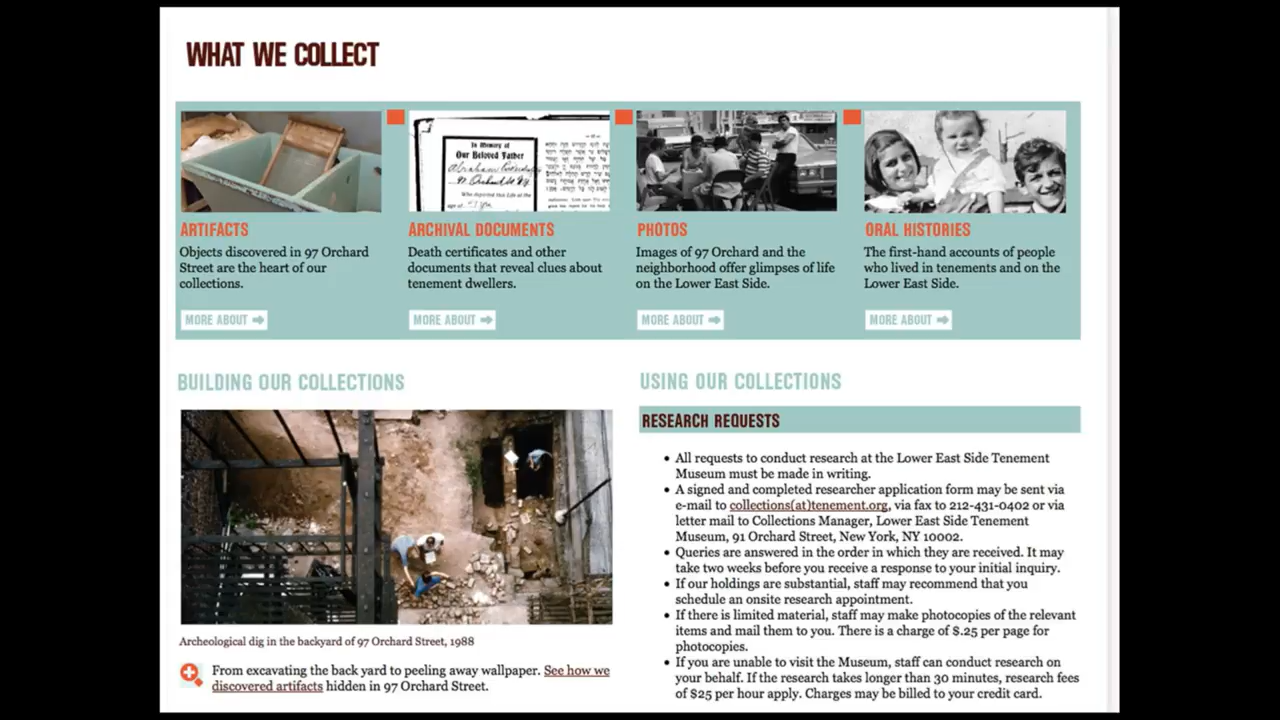 WHAT WE COLLECT
In Memory of
Our Beloved Father
Who departed this Life at the
age of
ARTIFACTS
Objects discovered in 97 Orchard
Street are the heart of our
collections.
MORE ABOUT
ARCHIVAL DOCUMENTS
Death certificates and other
documents that reveal clues about
tenement dwellers.
MORE ABOUT
PHOTOS
Images of 97 Orchard and the
neighborhood offer glimpses of life
on the Lower East Side.
MORE ABOUT
ORAL HISTORIES
The first-hand accounts of people
who lived in tenements and on the
Lower East Side.
MORE ABOUT
BUILDING OUR COLLECTIONS
Archeological dig in the backyard of 97 Orchard Street, 1988
From excavating the back yard to peeling away wallpaper. See how we
discovered artifacts hidden in 97 Orchard Street.
USING OUR COLLECTIONS
RESEARCH REQUESTS
• All requests to conduct research at the Lower East Side Tenement
Museum must be made in writing.
• A signed and completed researcher application form may be sent via
e-mail to collections(at)tenement.org, via fax to 212-431-0402 or via
letter mail to Collections Manager, Lower East Side Tenement
Museum, 91 Orchard Street, New York, NY 10002.
• Queries are answered in the order in which they are received. It may
take two weeks before you receive a response to your initial inquiry.
• If our holdings are substantial, staff may recommend that you
schedule an onsite research appointment.
• If there is limited material, staff may make photocopies of the relevant
items and mail them to you. There is a charge of $.25 per page for
photocopies.
• If you are unable to visit the Museum, staff can conduct research on
your behalf. If the research takes longer than 30 minutes, research fees
of $25 per hour apply. Charges may be billed to your credit card.